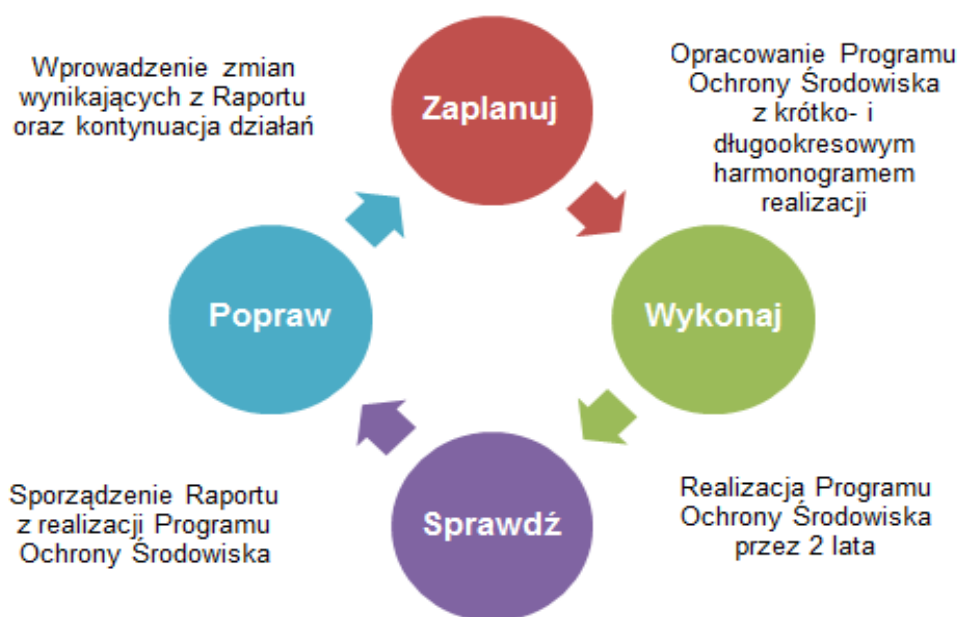 Wprowadzenie zmian
wynikających z Raportu
oraz kontynuacja działań
Zaplanuj
Opracowanie Programu
Ochrony Środowiska
z krótko- i
długookresowym
harmonogramem
realizacji
Popraw
Wykonaj
Sporządzenie Raportu
z realizacji Programu
Ochrony Środowiska
Sprawdź
Realizacja Programu
Ochrony Środowiska
przez 2 lata